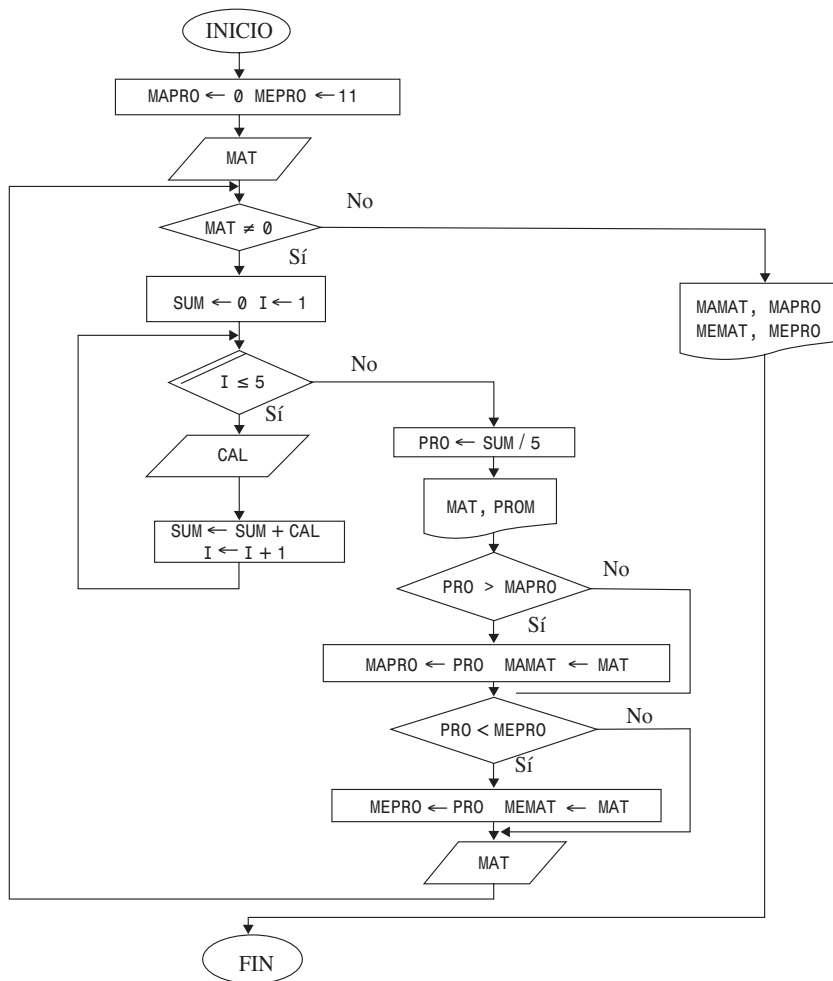 INICIO
MAPRO ← 0 MEPRO ← 11
MAT
MAT ≠ 0
No
Sí
SUM ← 0 I ← 1
MAMAT, MAPRO
MEMAT, MEPRO
I ≤ 5
No
Sí
CAL
SUM ← SUM + CAL
I ← I + 1
PRO ← SUM / 5
MAT, PROM
PRO > MAPRO
No
Sí
MAPRO ← PRO MAMAT ← MAT
PRO < MEPRO
No
Sí
MEPRO ← PRO MEMAT ← MAT
MAT
FIN